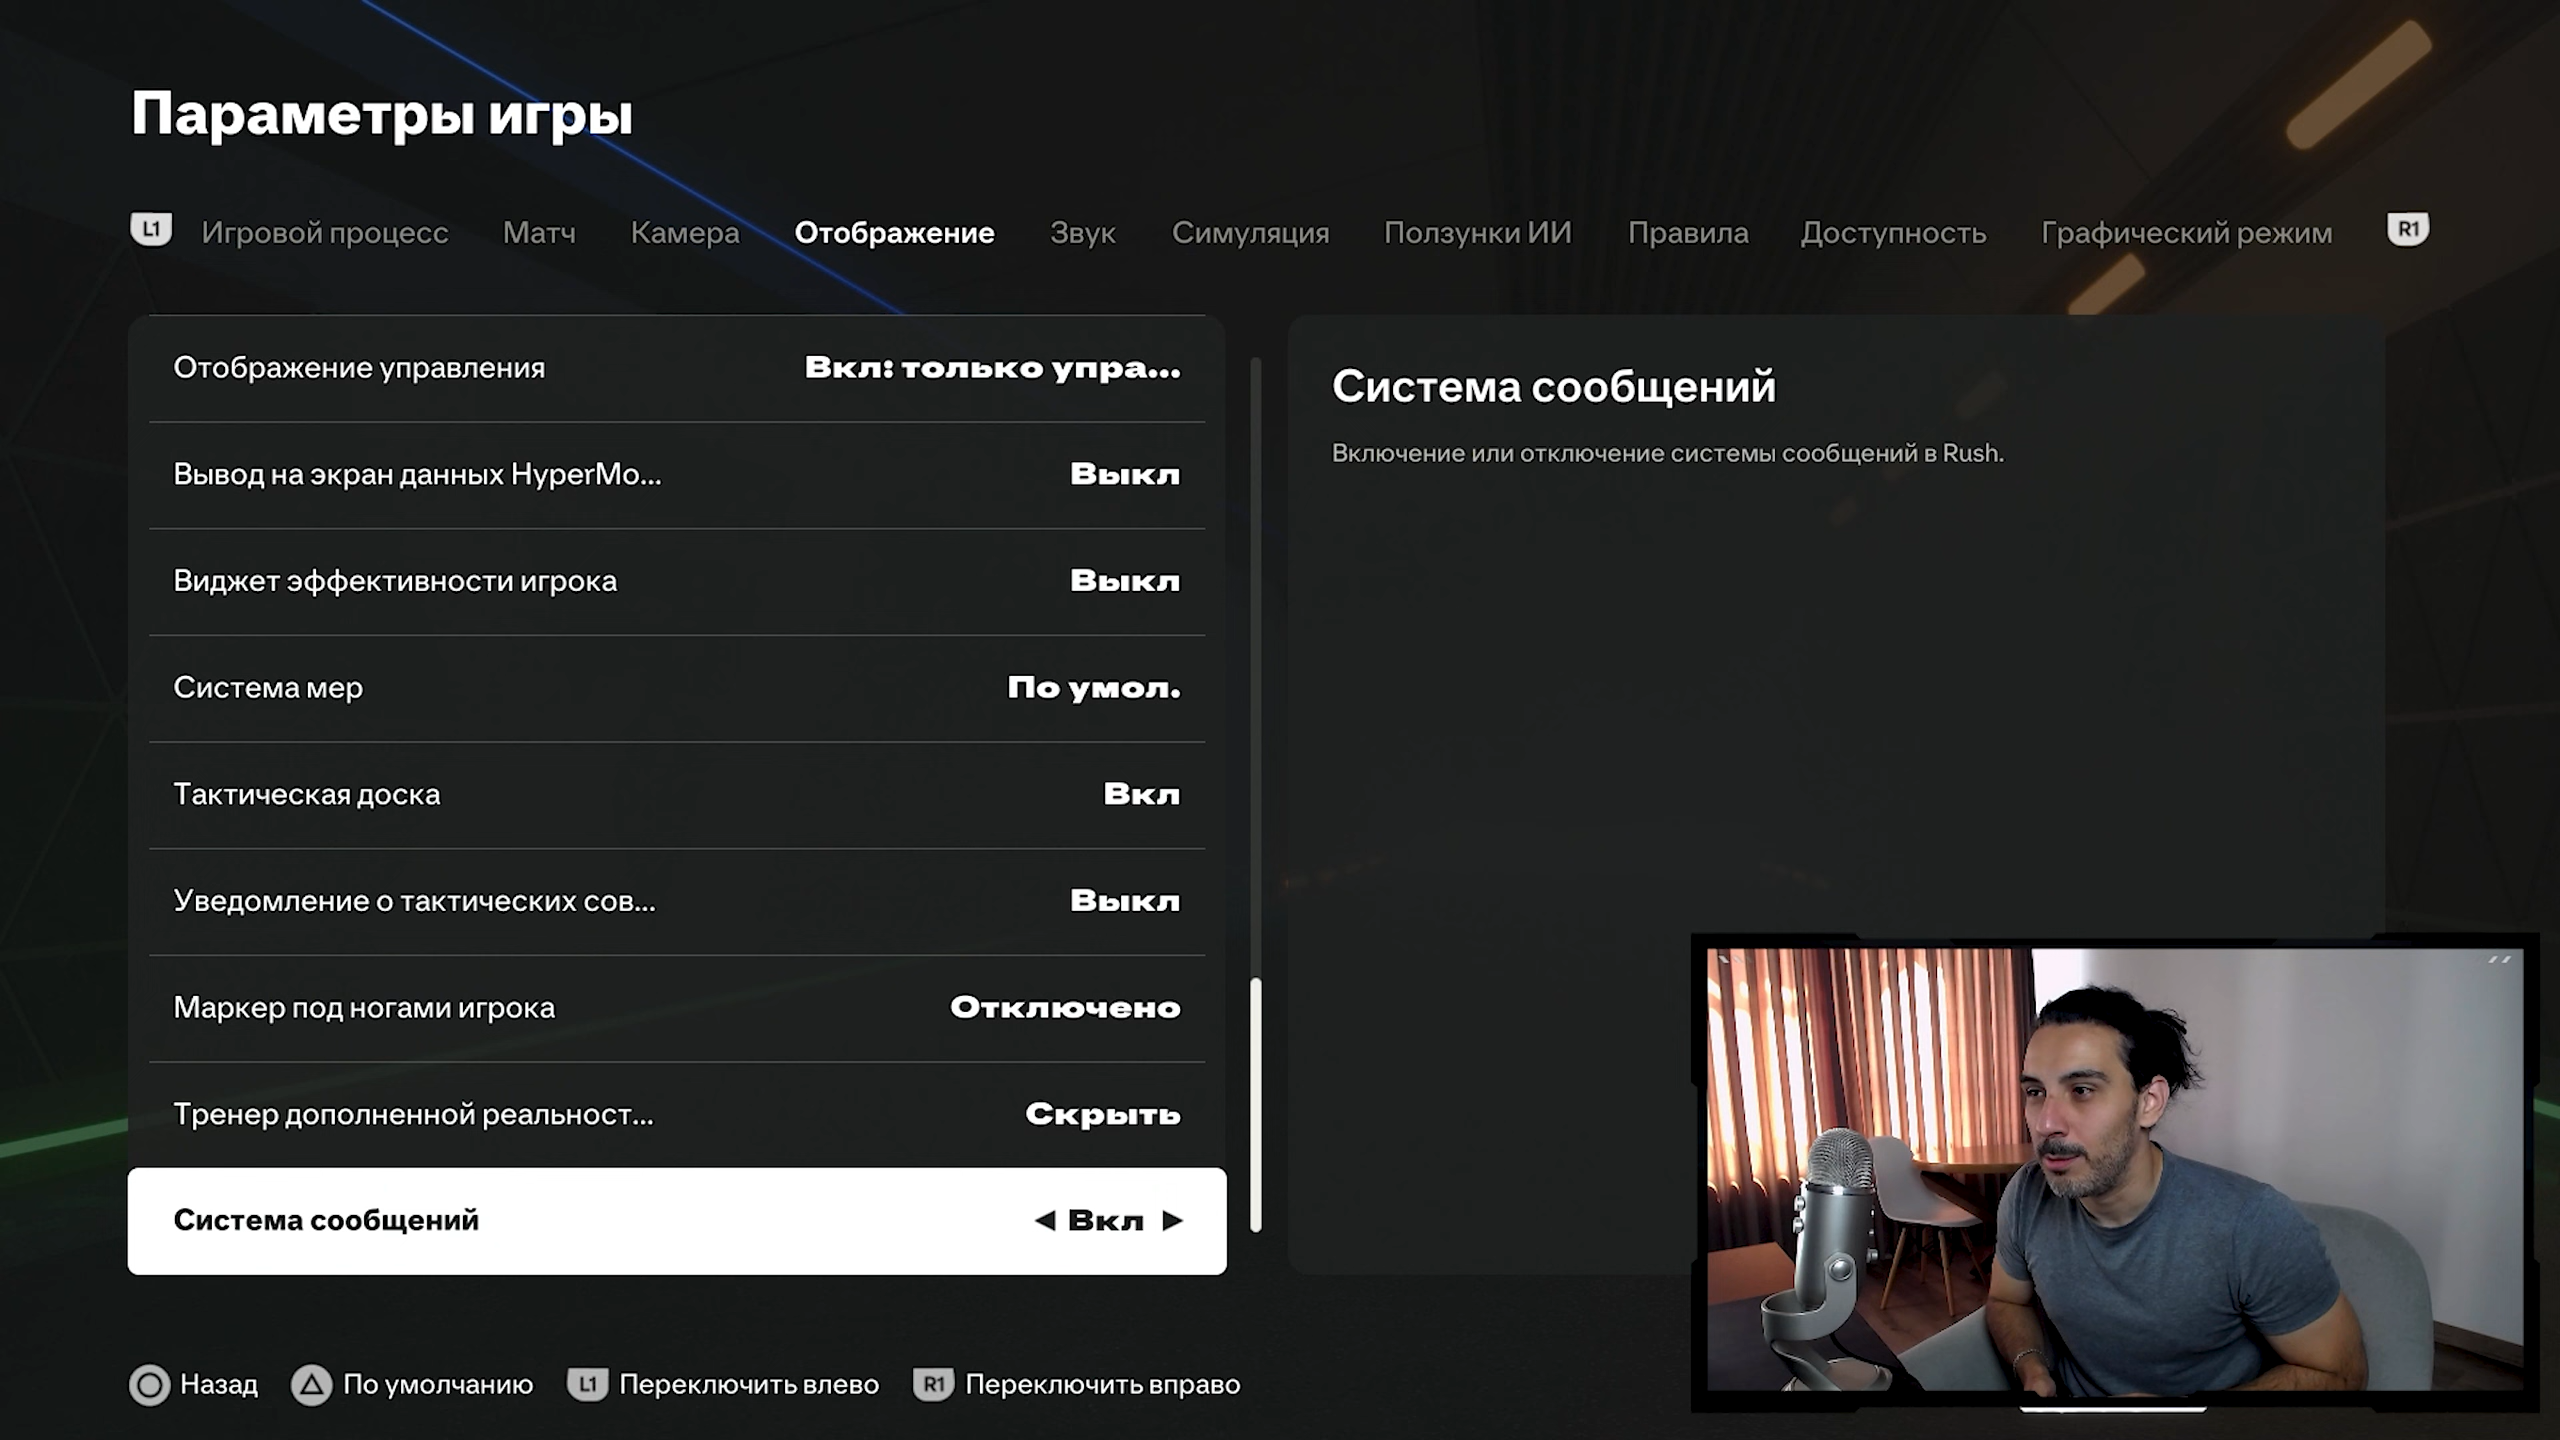 Параметры игры
L1 Игровой процесс Матч Камера Отображение Звук Симуляция Ползунки ИИ Правила Доступность Графический режим R1
Отображение управления Вкл: только упра...
Вывод на экран данных HyperMo... Выкл
Виджет эффективности игрока Выкл
Система мер По умол.
Тактическая доска Вкл
Уведомление о тактических сов... Выкл
Маркер под ногами игрока Отключено
Тренер дополненной реальност... Скрыть
Система сообщений Вкл
Система сообщений
Включение или отключение системы сообщений в Rush.
Назад По умолчанию L1 Переключить влево R1 Переключить вправо